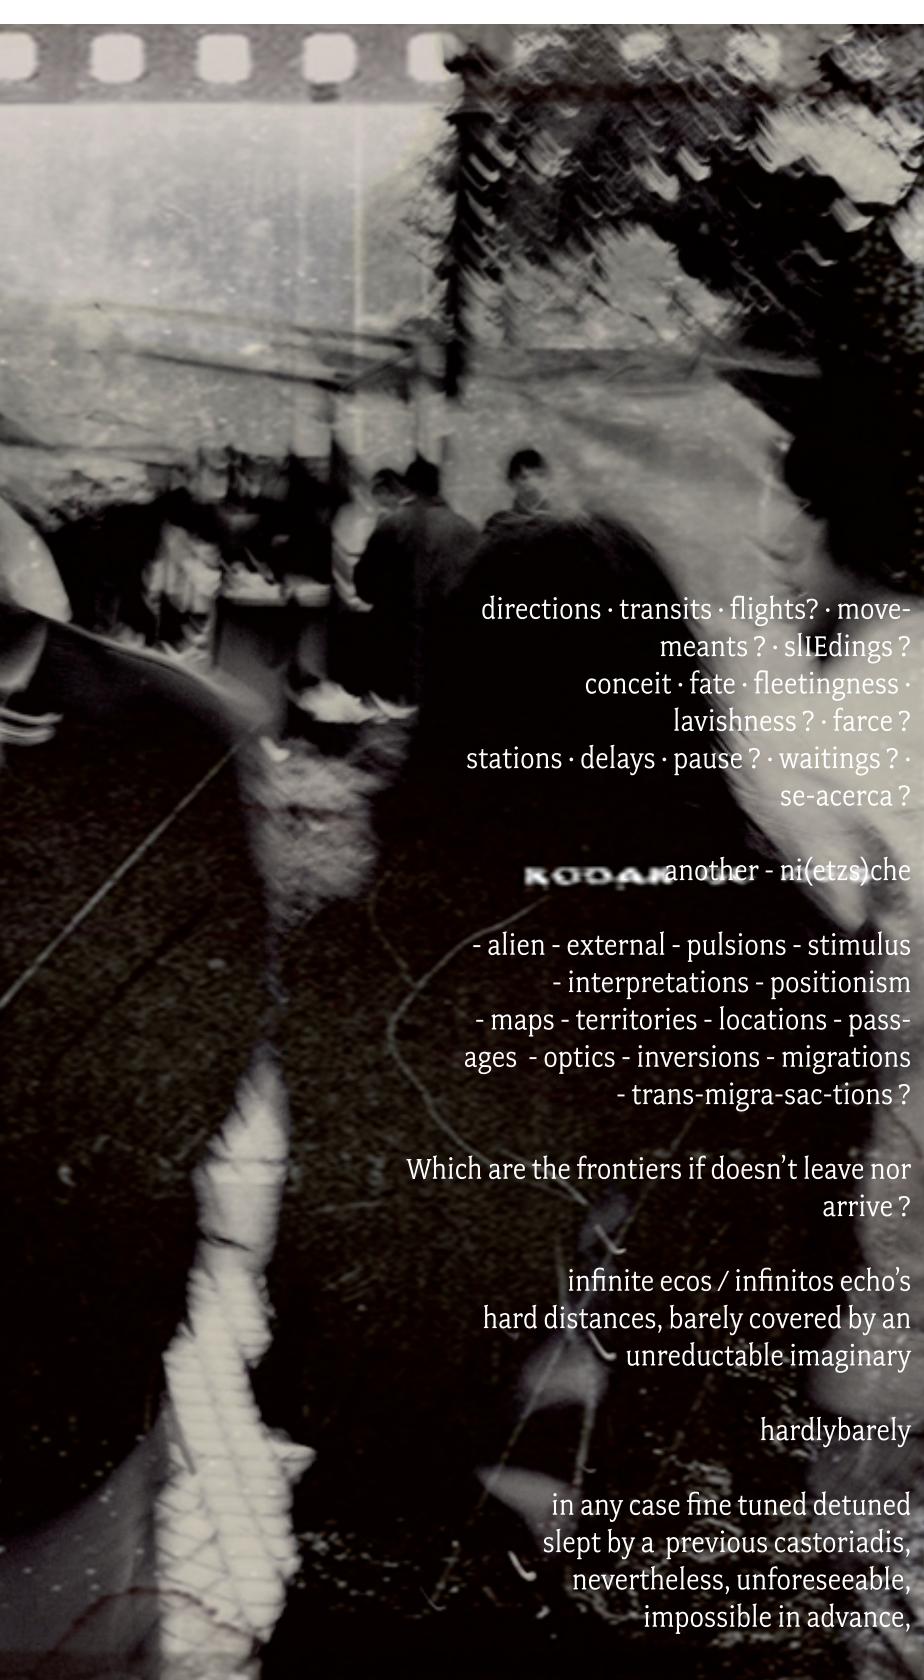 directions · transits · flights? · move-
meants ? · slIEdings ?
conceit · fate · fleetingness ·
lavishness ? · farce ?
stations · delays · pause ? · waitings ? ·
se-acerca ?
KODAK
another - ni(etzs)che
- alien - external - pulsions - stimulus
- interpretations - positionism
- maps - territories - locations - pass-
ages - optics - inversions - migrations
- trans-migra-sac-tions ?
Which are the frontiers if doesn’t leave nor
arrive ?
infinite ecos / infinitos echo’s
hard distances, barely covered by an
unreductable imaginary
hardlybarely
in any case fine tuned detuned
slept by a previous castoriadis,
nevertheless, unforeseeable,
impossible in advance,